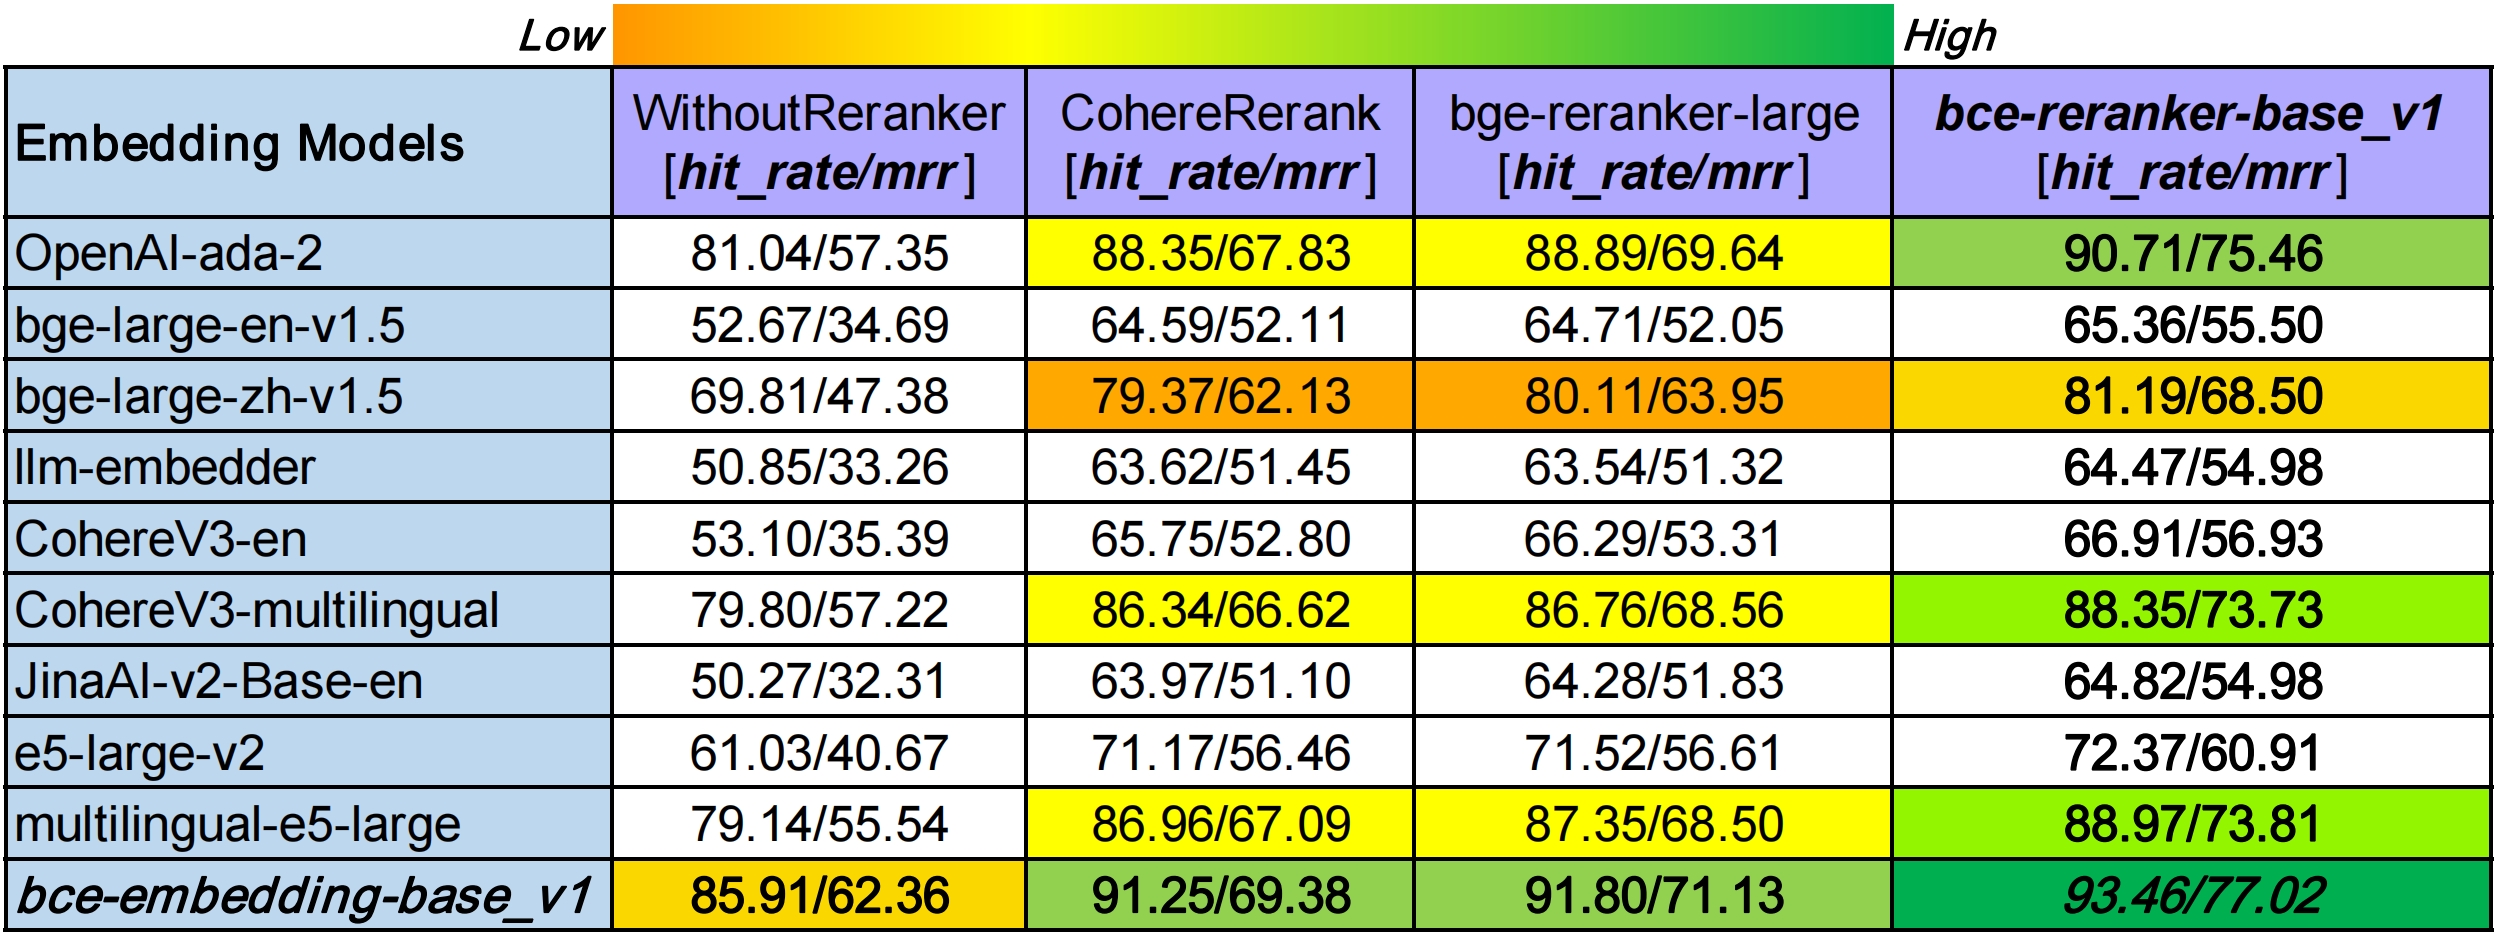 Low High
Embedding Models WithoutReranker [hit_rate/mrr] CohereRerank [hit_rate/mrr] bge-reranker-large [hit_rate/mrr] bce-reranker-base_v1 [hit_rate/mrr]
OpenAI-ada-2 81.04/57.35 88.35/67.83 88.89/69.64 90.71/75.46
bge-large-en-v1.5 52.67/34.69 64.59/52.11 64.71/52.05 65.36/55.50
bge-large-zh-v1.5 69.81/47.38 79.37/62.13 80.11/63.95 81.19/68.50
llm-embedder 50.85/33.26 63.62/51.45 63.54/51.32 64.47/54.98
CohereV3-en 53.10/35.39 65.75/52.80 66.29/53.31 66.91/56.93
CohereV3-multilingual 79.80/57.22 86.34/66.62 86.76/68.56 88.35/73.73
JinaAI-v2-Base-en 50.27/32.31 63.97/51.10 64.28/51.83 64.82/54.98
e5-large-v2 61.03/40.67 71.17/56.46 71.52/56.61 72.37/60.91
multilingual-e5-large 79.14/55.54 86.96/67.09 87.35/68.50 88.97/73.81
bce-embedding-base_v1 85.91/62.36 91.25/69.38 91.80/71.13 93.46/77.02